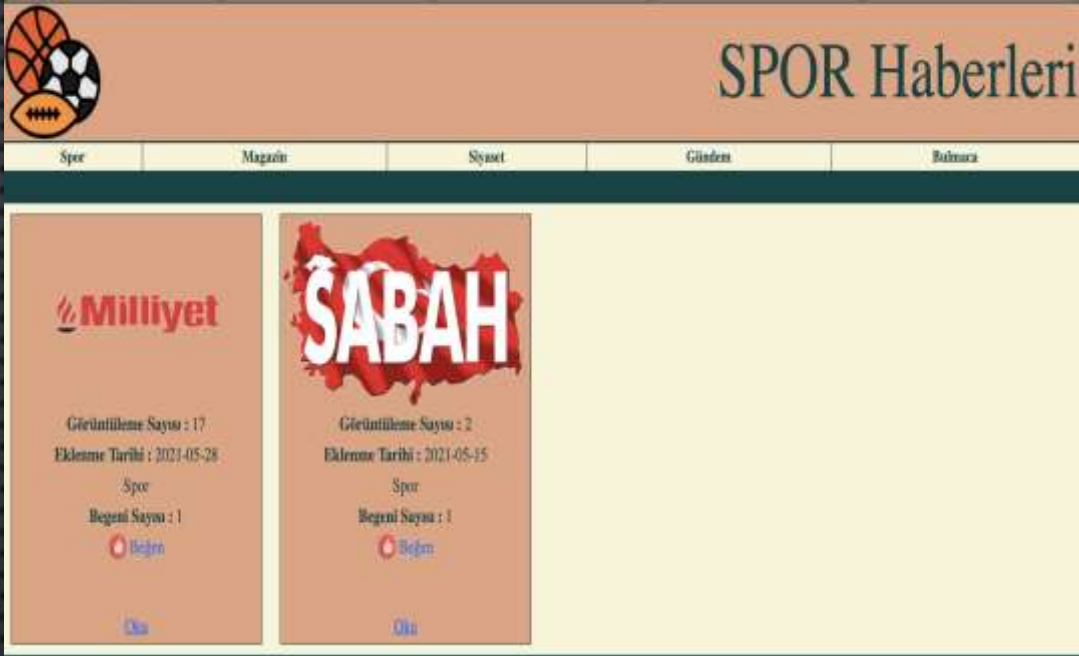 SPOR Haberleri
Spor Magazin Siyaset Gündem Bulmaca
Milliyet
Görüntüleme Sayısı : 17
Eklenme Tarihi : 2021-05-28
Spor
Begeni Sayısı : 1
Beğen
Oku
SABAH
Görüntüleme Sayısı : 2
Eklenme Tarihi : 2021-05-15
Spor
Begeni Sayısı : 1
Beğen
Oku